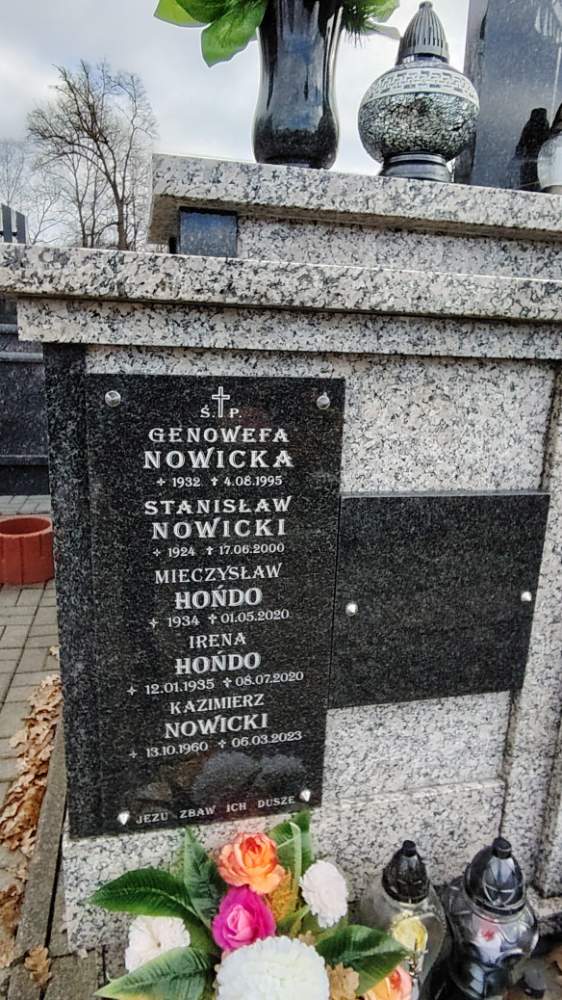 Ś. P.
GENOWEFA
NOWICKA
+ 1932 ✝ 4.08.1995
STANISŁAW
NOWICKI
+ 1924 ✝ 17.06.2000
MIECZYSŁAW
HOŃDO
+ 1934 ✝ 01.05.2020
IRENA
HOŃDO
+ 12.01.1935 ✝ 08.07.2020
KAZIMIERZ
NOWICKI
+ 13.10.1960 ✝ 06.03.2023
JEZU ZBAW ICH DUSZE